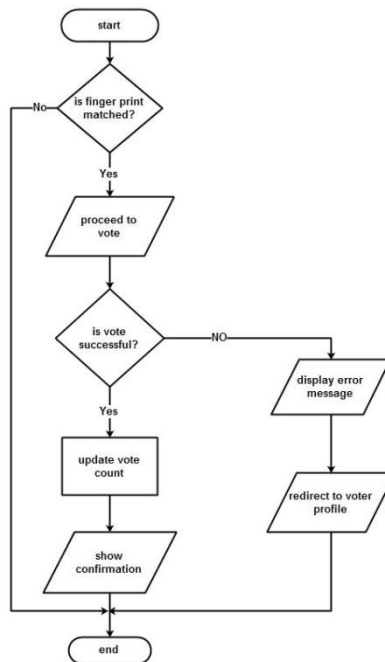 start
is finger print
matched?
No
Yes
proceed to
vote
is vote
successful?
NO
Yes
display error
message
update vote
count
redirect to voter
profile
show
confirmation
end